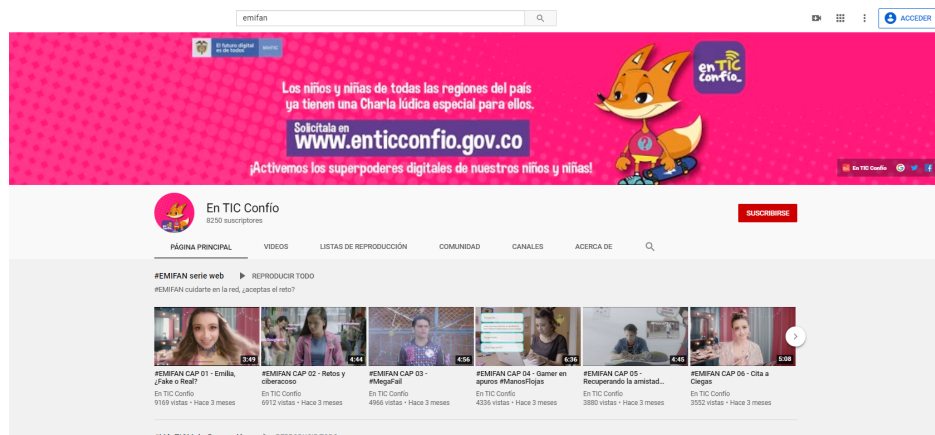 emifan
ACCEDER
El futuro digital
es de todos
MinTIC
en TIC
confío_
Los niños y niñas de todas las regiones del país
ya tienen una Charla lúdica especial para ellos.
Solicítala en
www.enticconfio.gov.co
¡Activemos los superpoderes digitales de nuestros niños y niñas!
En TIC Confío
En TIC Confío
8250 suscriptores
SUSCRIBIRSE
PÁGINA PRINCIPAL VIDEOS LISTAS DE REPRODUCCIÓN COMUNIDAD CANALES ACERCA DE
#EMIFAN serie web REPRODUCIR TODO
#EMIFAN cuidarte en la red, ¿aceptas el reto?
3:49 4:44 4:56 6:36 4:45 5:08
#EMIFAN CAP 01 - Emilia,
¿Fake o Real?
En TIC Confío
9169 vistas • Hace 3 meses
#EMIFAN CAP 02 - Retos y
ciberacoso
En TIC Confío
6912 vistas • Hace 3 meses
#EMIFAN CAP 03 -
#MegaFail
En TIC Confío
4966 vistas • Hace 3 meses
#EMIFAN CAP 04 - Gamer en
apuros #ManosFlojas
En TIC Confío
4336 vistas • Hace 3 meses
#EMIFAN CAP 05 -
Recuperando la amistad...
En TIC Confío
3880 vistas • Hace 3 meses
#EMIFAN CAP 06 - Cita a
Ciegas
En TIC Confío
3552 vistas • Hace 3 meses